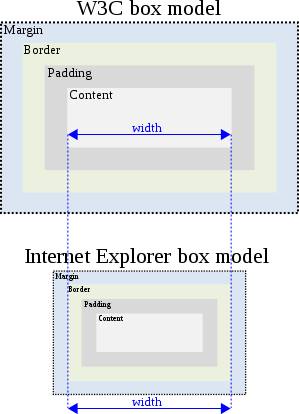 W3C box model
Margin
Border
Padding
Content
width
Internet Explorer box model
Margin
Border
Padding
Content
width